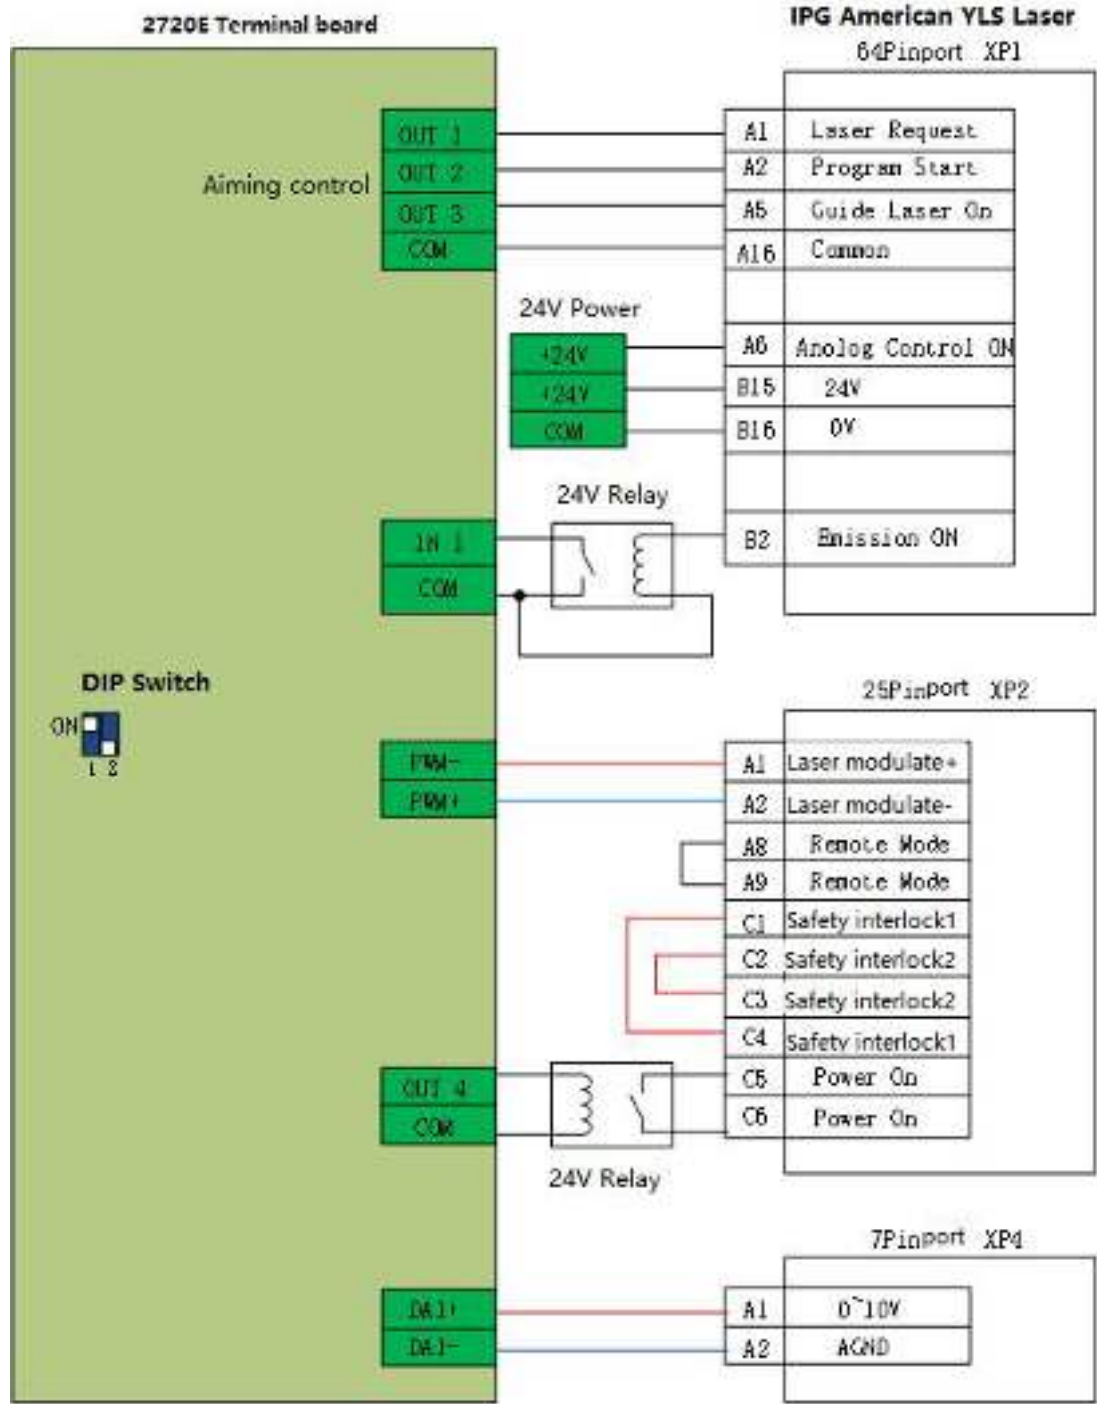 2720E Terminal board
IPG American YLS Laser
64Pinport XP1
OUT 1
A1 Laser Request
Aiming control
OUT 2
A2 Program Start
OUT 3
A5 Guide Laser On
COM
A16 Common
24V Power
+24V
A6 Anolog Control ON
+24V
B15 24V
COM
B16 0V
24V Relay
IN 1
B2 Emission ON
COM
DIP Switch
ON
1 2
25Pinport XP2
PWM-
A1 Laser modulate+
PWM+
A2 Laser modulate-
A8 Remote Mode
A9 Remote Mode
C1 Safety interlock1
C2 Safety interlock2
C3 Safety interlock2
C4 Safety interlock1
OUT 4
C5 Power On
COM
C6 Power On
24V Relay
7Pinport XP4
DA1+
A1 0~10V
DA1-
A2 AGND